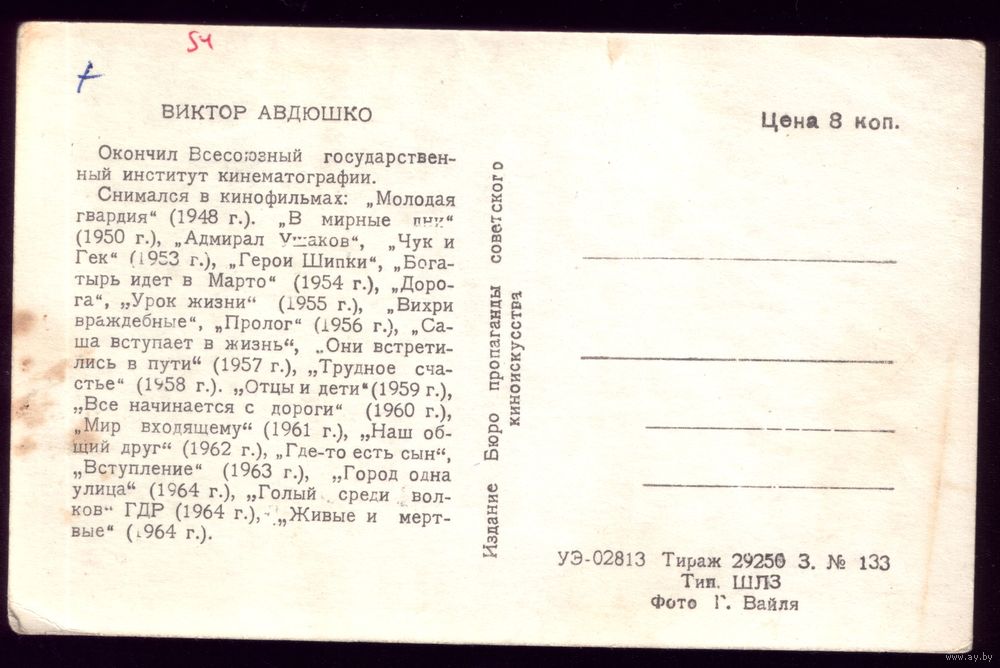 54
ВИКТОР АВДЮШКО
Окончил Всесоюзный государствен-
ный институт кинематографии.
Снимался в кинофильмах: „Молодая
гвардия“ (1948 г.). „В мирные дни“
(1950 г.), „Адмирал Ушаков“, „Чук и
Гек“ (1953 г.), „Герои Шипки“, „Бога-
тырь идет в Марто“ (1954 г.), „Доро-
га“, „Урок жизни“ (1955 г.), „Вихри
враждебные“, „Пролог“ (1956 г.), „Са-
ша вступает в жизнь“, „Они встрети-
лись в пути“ (1957 г.), „Трудное сча-
стье“ (1958 г.). „Отцы и дети“ (1959 г.),
„Все начинается с дороги“ (1960 г.),
„Мир входящему“ (1961 г.), „Наш об-
щий друг“ (1962 г.), „Где-то есть сын“,
„Вступление“ (1963 г.), „Город одна
улица“ (1964 г.), „Голый среди вол-
ков“ ГДР (1964 г.), „Живые и мерт-
вые“ (1964 г.).
Издание Бюро пропаганды советского
киноискусства
Цена 8 коп.
УЭ-02813 Тираж 29250 З. № 133
Тип. ШЛЗ
Фото Г. Вайля
www.ay.by